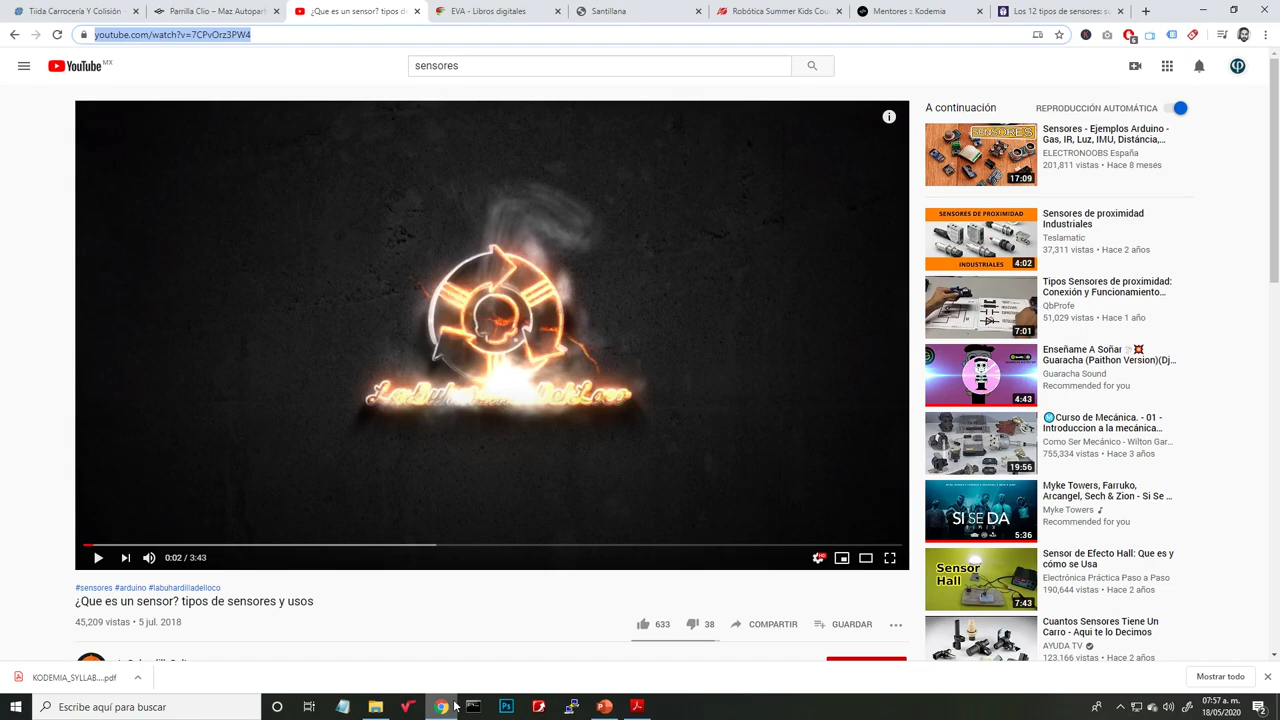 Tida Carrocería Y Colisión
Parrilla Clio – Maz Autopart
¿Que es un sensor? tipos de
EVA - Libros digitales
Santillana
Robótica Summer Kids Cour
Mentores x Kodemia
Los 12 tipos de sensores
youtube.com/watch?v=7CPvOrz3PW4
YouTube MX
sensores
A continuación
REPRODUCCIÓN AUTOMÁTICA
SENSORES
17:09
Sensores - Ejemplos Arduino -
Gas, IR, Luz, IMU, Distáncia,...
ELECTRONOOBS España
201,811 vistas • Hace 8 meses
SENSORES DE PROXIMIDAD
INDUSTRIALES
4:02
Sensores de proximidad
Industriales
Teslamatic
37,311 vistas • Hace 2 años
7:01
Tipos Sensores de proximidad:
Conexión y Funcionamiento...
QbProfe
51,029 vistas • Hace 1 año
4:43
Enseñame A Soñar
Guaracha (Paithon Version)(Dj...
Guaracha Sound
Recommended for you
19:56
Curso de Mecánica. - 01 -
Introduccion a la mecánica...
Como Ser Mecánico - Wilton Gar...
755,334 vistas • Hace 3 años
SI SE DA
REMIX
5:36
Myke Towers, Farruko,
Arcangel, Sech & Zion - Si Se ...
Myke Towers
Recommended for you
Sensor
Hall
7:43
Sensor de Efecto Hall: Que es y
cómo se Usa
Electrónica Práctica Paso a Paso
190,644 vistas • Hace 2 años
Cuantos Sensores Tiene Un
Carro - Aqui te lo Decimos
AYUDA TV
123,166 vistas • Hace 2 años
0:02 / 3:43
HD
#sensores #arduino #labuhardilladelloco
¿Que es un sensor? tipos de sensores y usos
45,209 vistas • 5 jul. 2018
633
38
COMPARTIR
GUARDAR
KODEMIA_SYLLAB....pdf
Mostrar todo
Escribe aquí para buscar
07:57 a. m.
18/05/2020
2